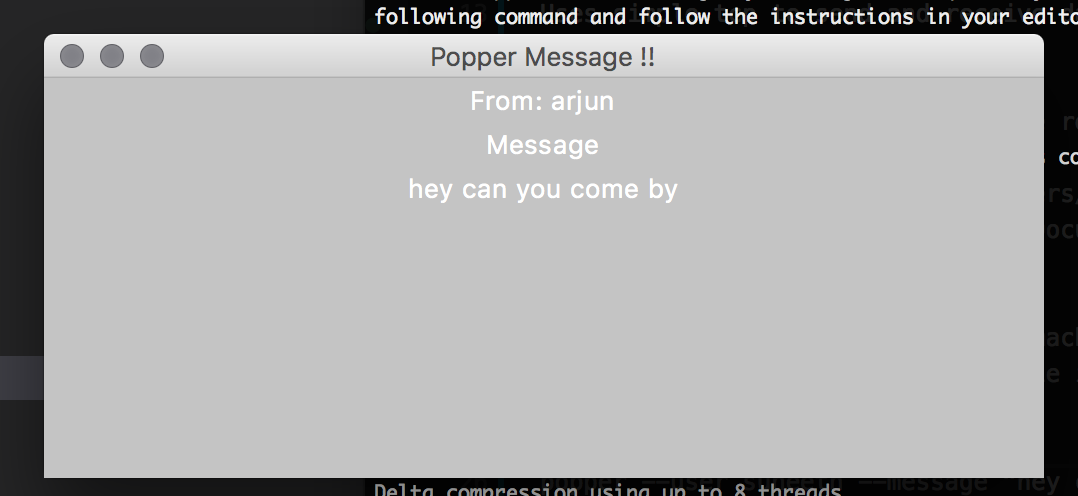 following command and follow the instructions in your edito
Popper Message !!
From: arjun
Message
hey can you come by
co
Delta compression using up to 8 threads